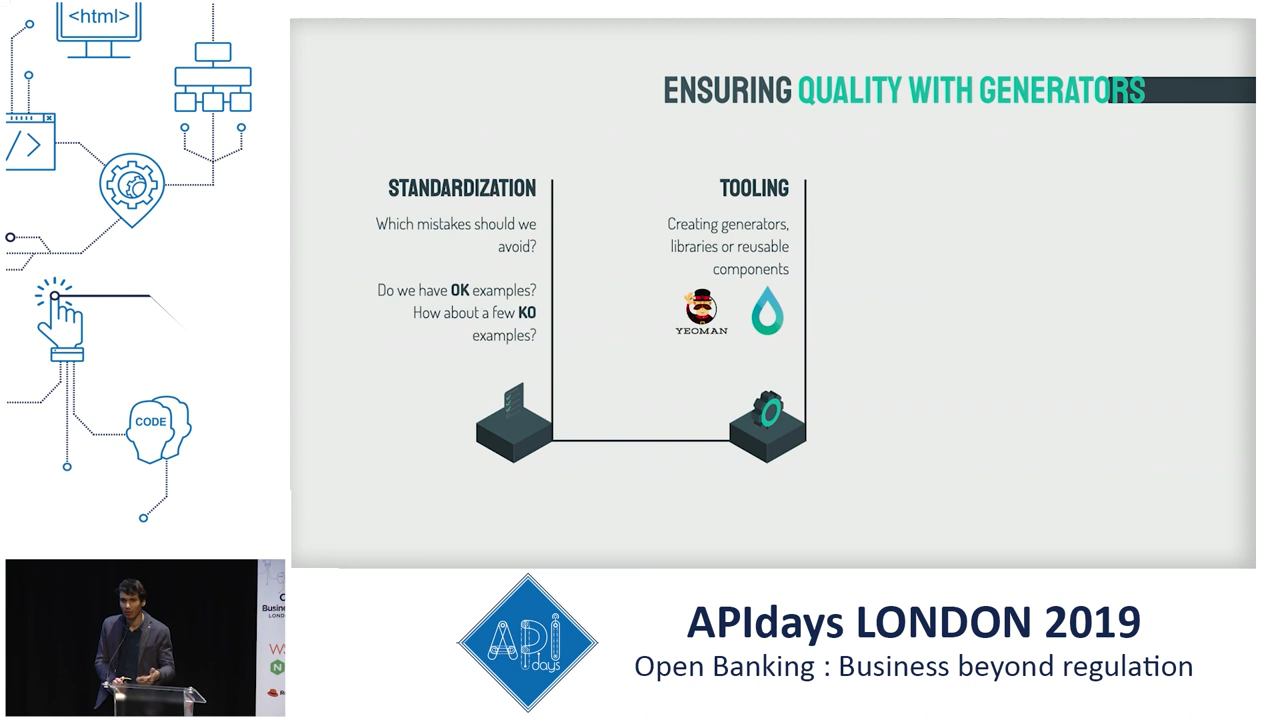 <html>
ENSURING QUALITY WITH GENERATORS
</>
STANDARDIZATION
Which mistakes should we
avoid?
Do we have OK examples?
How about a few KO
examples?
TOOLING
Creating generators,
libraries or reusable
components
YEOMAN
CODE
API
days
APIdays LONDON 2019
Open Banking : Business beyond regulation